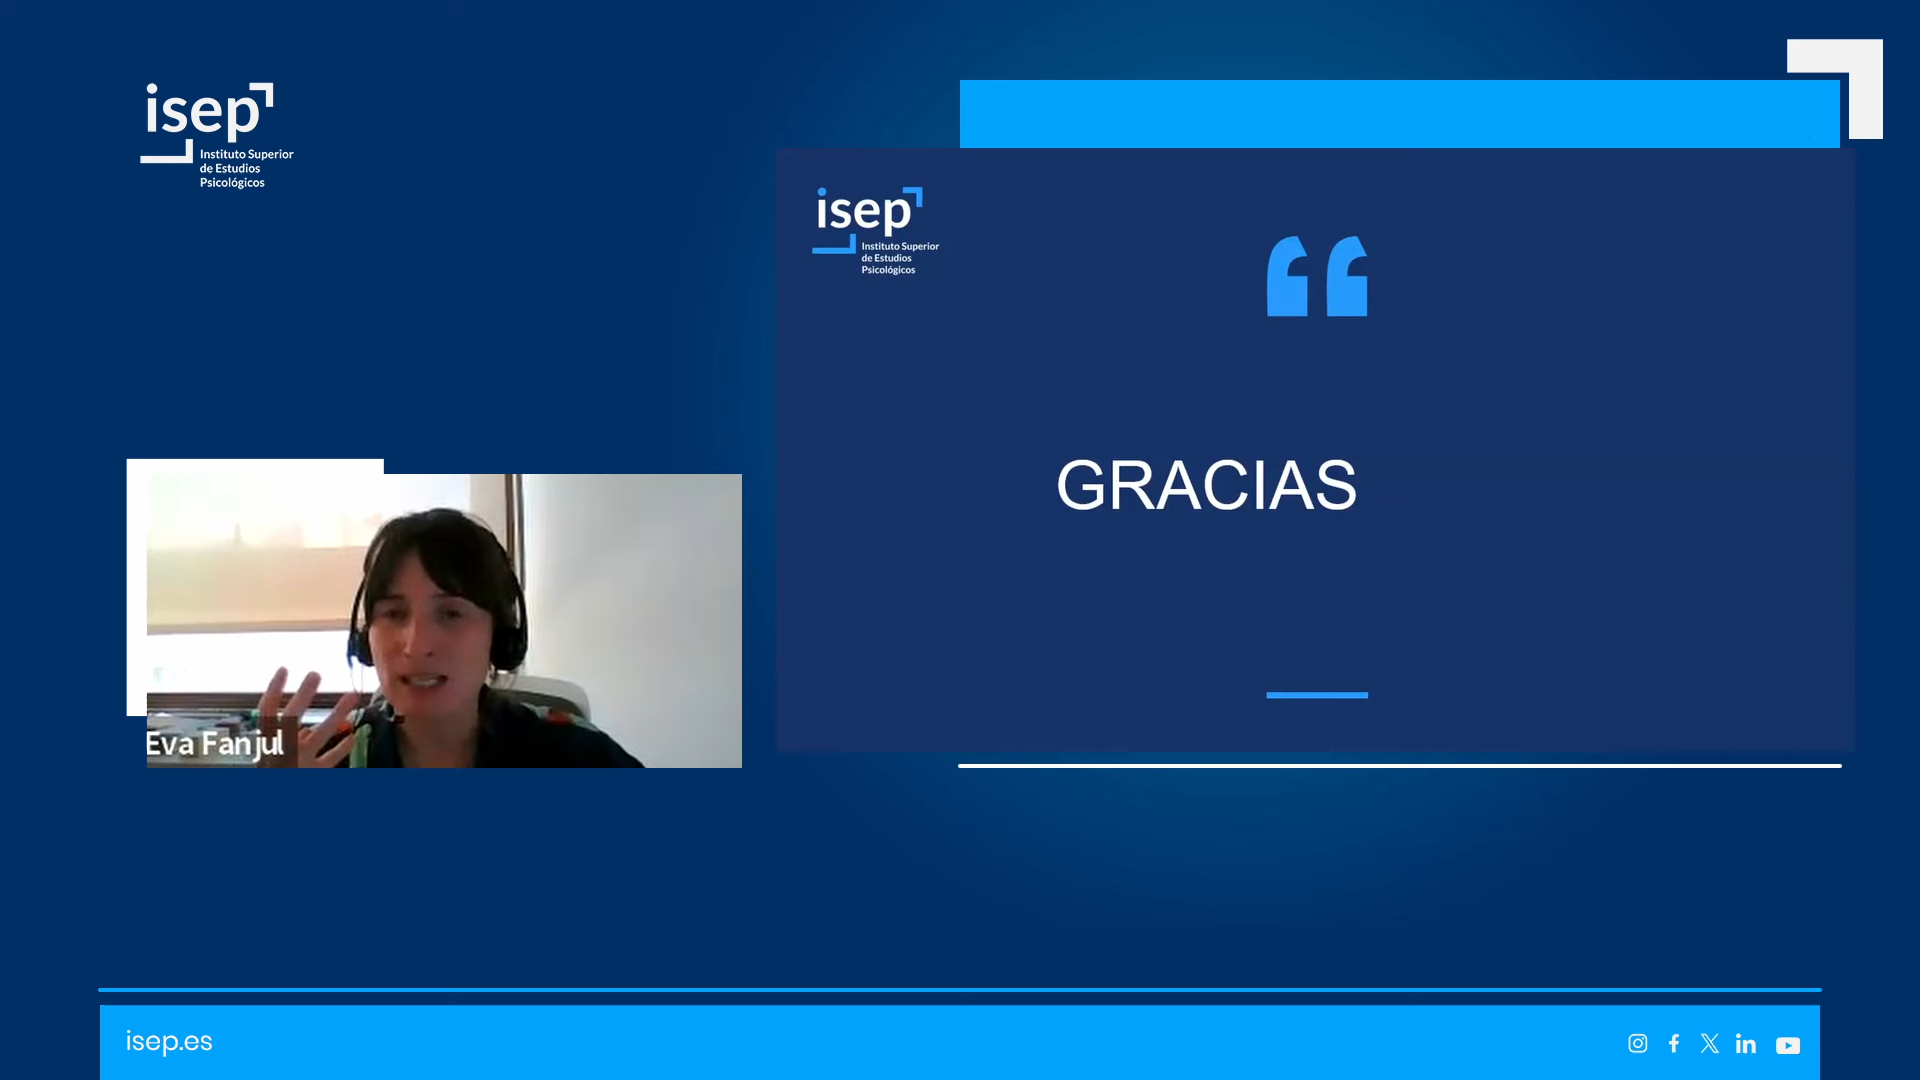 isep
Instituto Superior
de Estudios
Psicológicos
isep
Instituto Superior
de Estudios
Psicológicos
“
GRACIAS
Eva Fanjul
isep.es